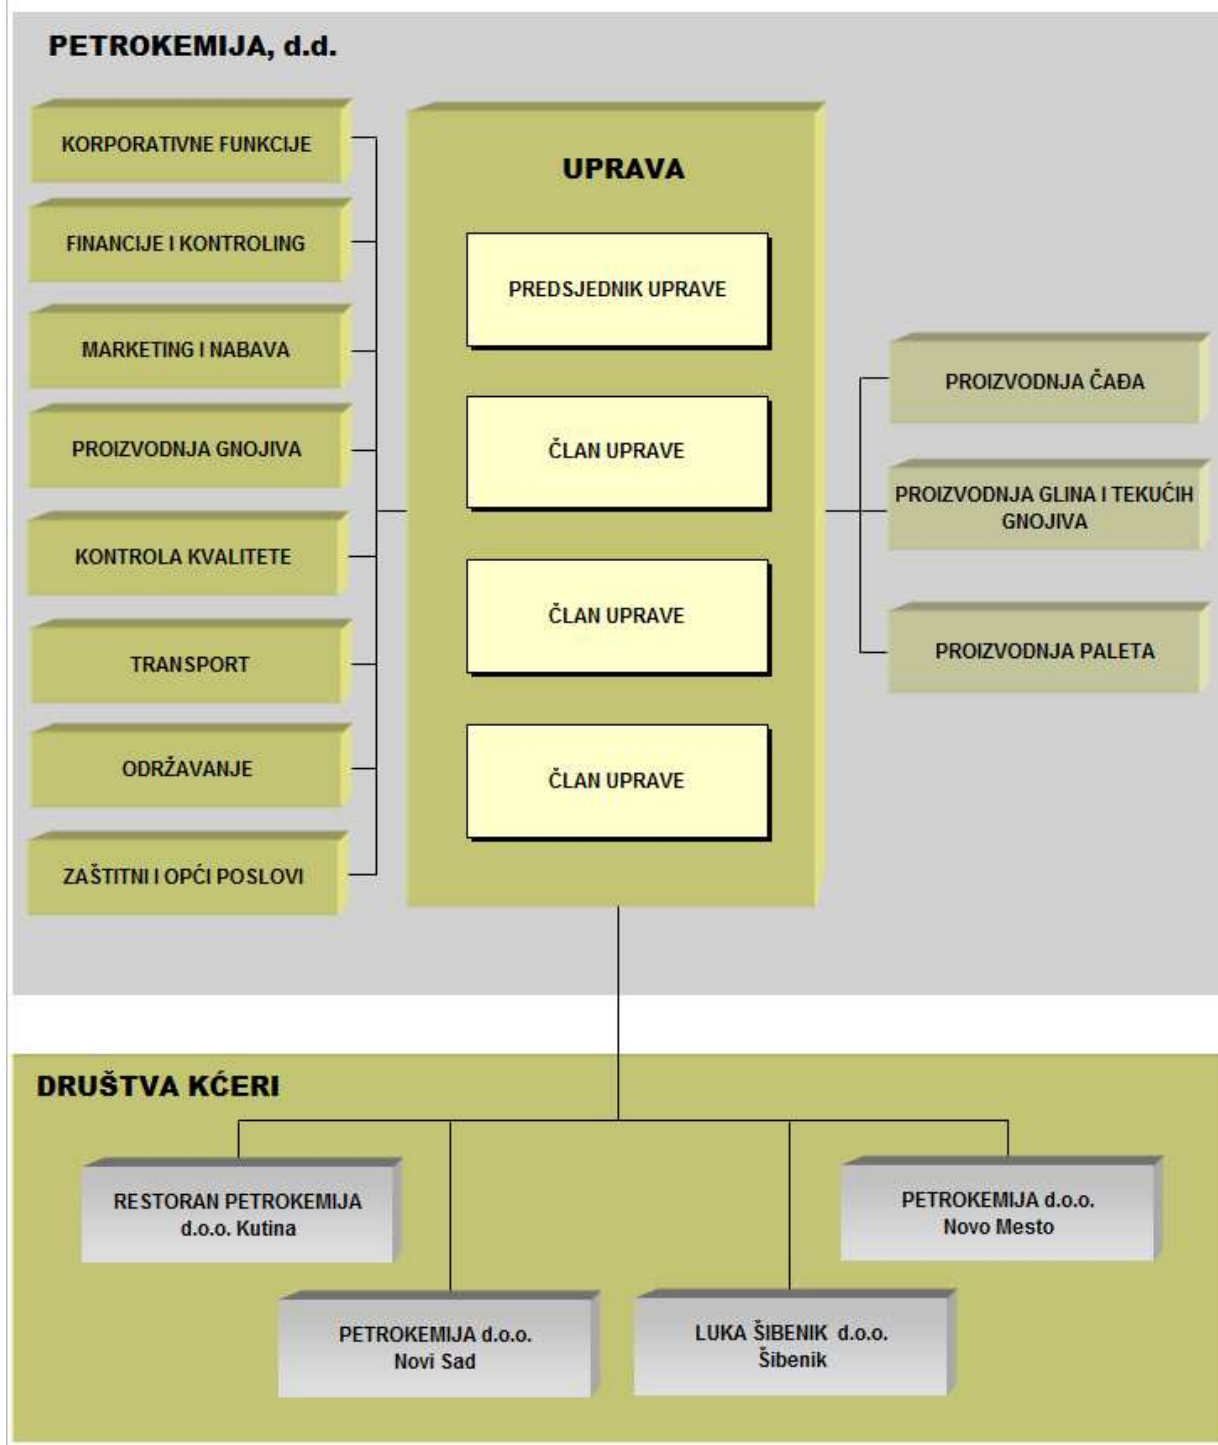 PETROKEMIJA, d.d.
KORPORATIVNE FUNKCIJE
FINANCIJE I KONTROLING
MARKETING I NABAVA
PROIZVODNJA GNOJIVA
KONTROLA KVALITETE
TRANSPORT
ODRŽAVANJE
ZAŠTITNI I OPĆI POSLOVI
UPRAVA
PREDSJEDNIK UPRAVE
ČLAN UPRAVE
ČLAN UPRAVE
ČLAN UPRAVE
PROIZVODNJA ČAĐA
PROIZVODNJA GLINA I TEKUĆIH
GNOJIVA
PROIZVODNJA PALETA
DRUŠTVA KĆERI
RESTORAN PETROKEMIJA
d.o.o. Kutina
PETROKEMIJA d.o.o.
Novi Sad
LUKA ŠIBENIK d.o.o.
Šibenik
PETROKEMIJA d.o.o.
Novo Mesto